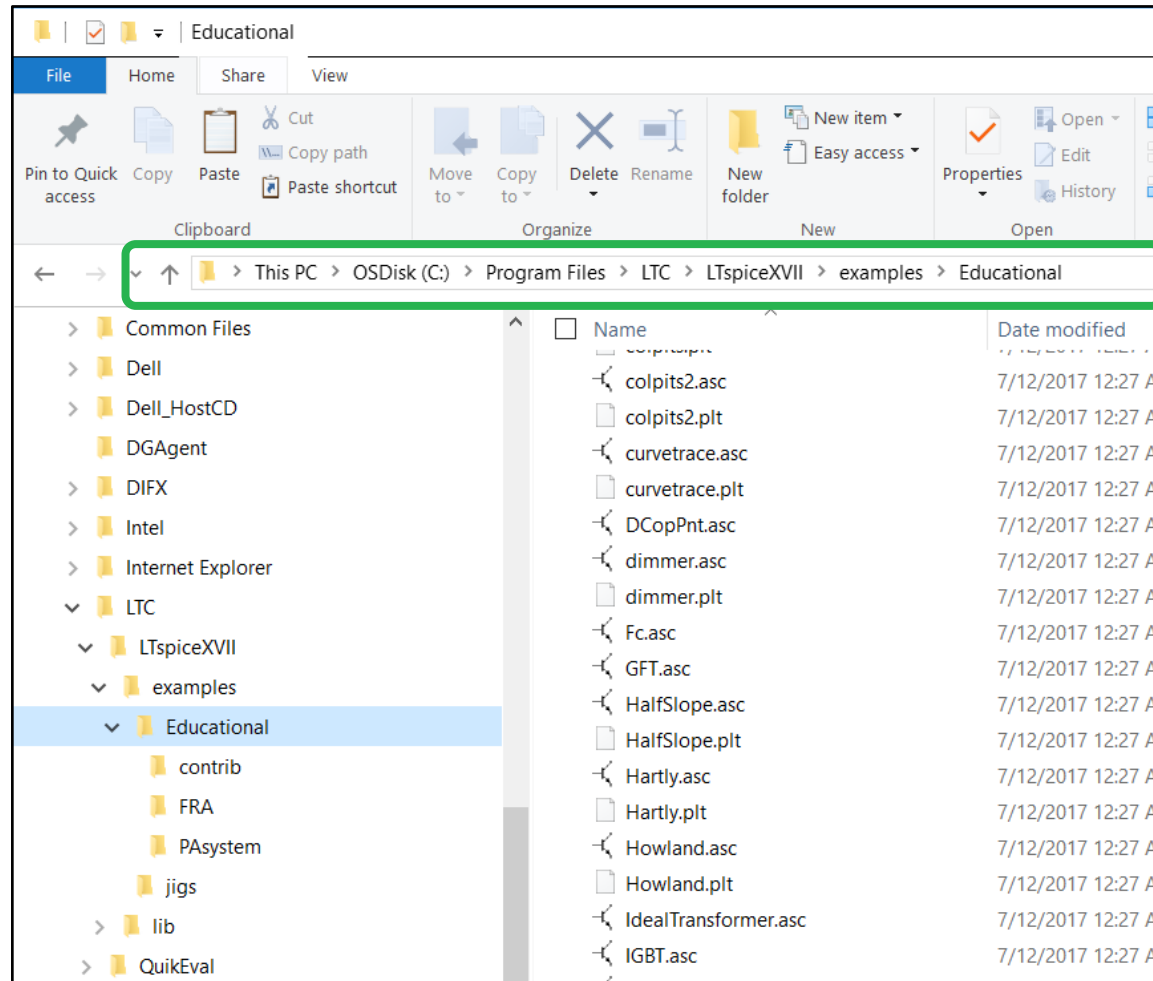 Educational
File Home Share View
Pin to Quick access
Copy
Paste
Cut
Copy path
Paste shortcut
Move to
Copy to
Delete
Rename
New folder
New item
Easy access
Properties
Open
Edit
History
Clipboard Organize New Open
This PC > OSDisk (C:) > Program Files > LTC > LTspiceXVII > examples > Educational
Common Files
Dell
Dell_HostCD
DGAgent
DIFX
Intel
Internet Explorer
LTC
LTspiceXVII
examples
Educational
contrib
FRA
PAsystem
jigs
lib
QuikEval
Name Date modified
colpits2.asc 7/12/2017 12:27 A
colpits2.plt 7/12/2017 12:27 A
curvetrace.asc 7/12/2017 12:27 A
curvetrace.plt 7/12/2017 12:27 A
DCopPnt.asc 7/12/2017 12:27 A
dimmer.asc 7/12/2017 12:27 A
dimmer.plt 7/12/2017 12:27 A
Fc.asc 7/12/2017 12:27 A
GFT.asc 7/12/2017 12:27 A
HalfSlope.asc 7/12/2017 12:27 A
HalfSlope.plt 7/12/2017 12:27 A
Hartly.asc 7/12/2017 12:27 A
Hartly.plt 7/12/2017 12:27 A
Howland.asc 7/12/2017 12:27 A
Howland.plt 7/12/2017 12:27 A
IdealTransformer.asc 7/12/2017 12:27 A
IGBT.asc 7/12/2017 12:27 A